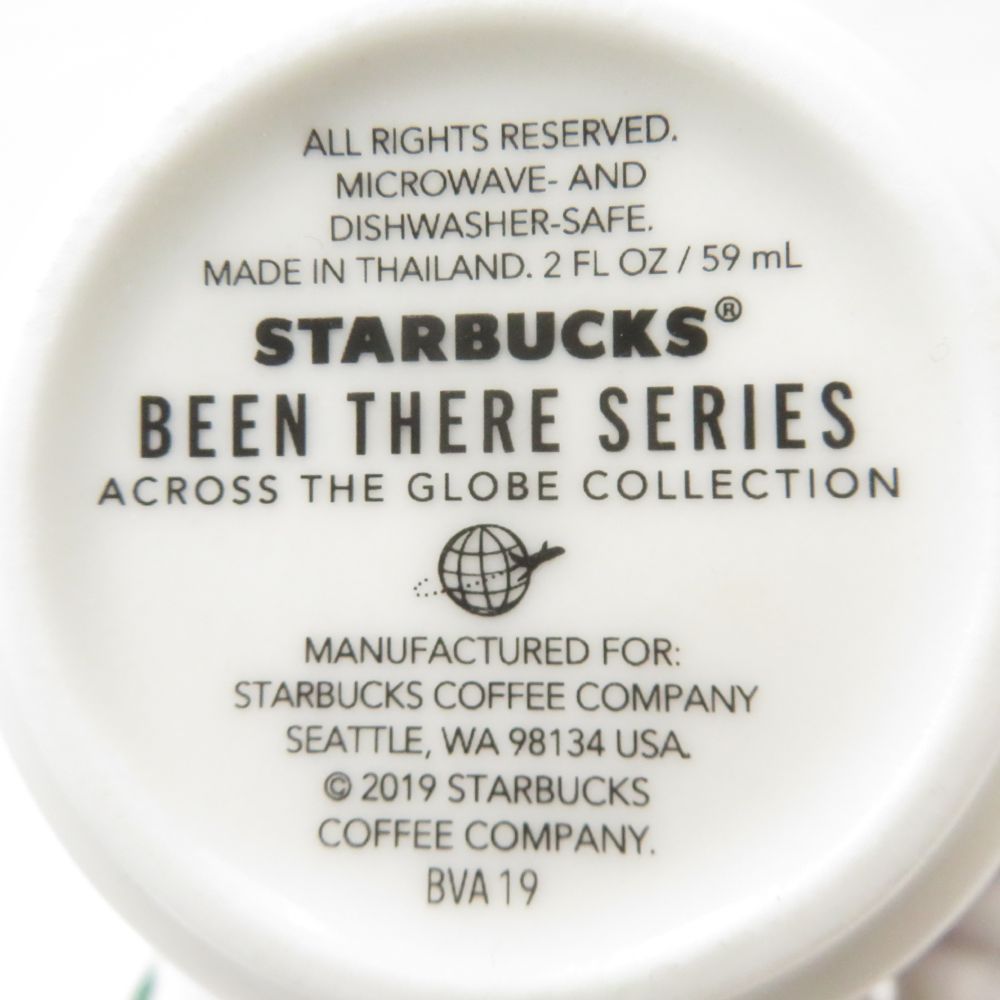 ALL RIGHTS RESERVED.
MICROWAVE- AND
DISHWASHER-SAFE.
MADE IN THAILAND. 2 FL OZ / 59 mL
STARBUCKS®
BEEN THERE SERIES
ACROSS THE GLOBE COLLECTION
MANUFACTURED FOR:
STARBUCKS COFFEE COMPANY
SEATTLE, WA 98134 USA.
© 2019 STARBUCKS
COFFEE COMPANY.
BVA 19